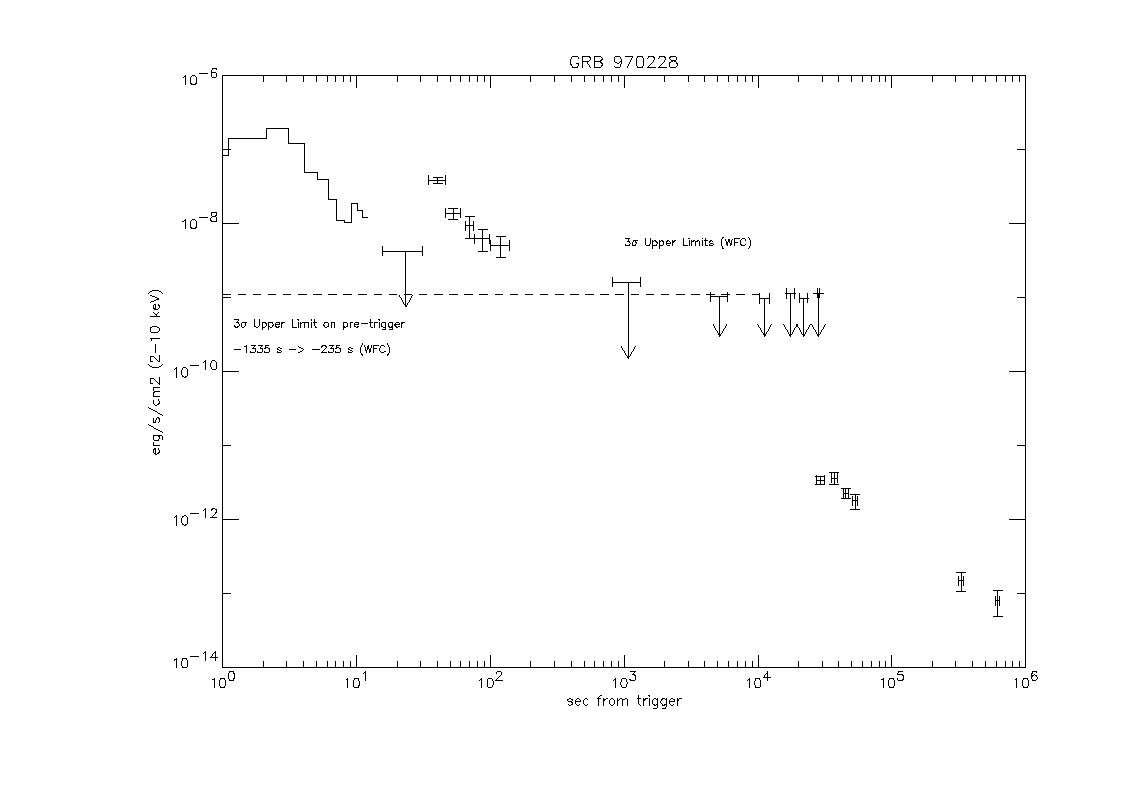 GRB 970228
10^-6
10^-8
3σ Upper Limits (WFC)
3σ Upper Limit on pre-trigger
-1335 s -> -235 s (WFC)
10^-10
erg/s/cm2 (2-10 keV)
10^-12
10^-14
10^0 10^1 10^2 10^3 10^4 10^5 10^6
sec from trigger